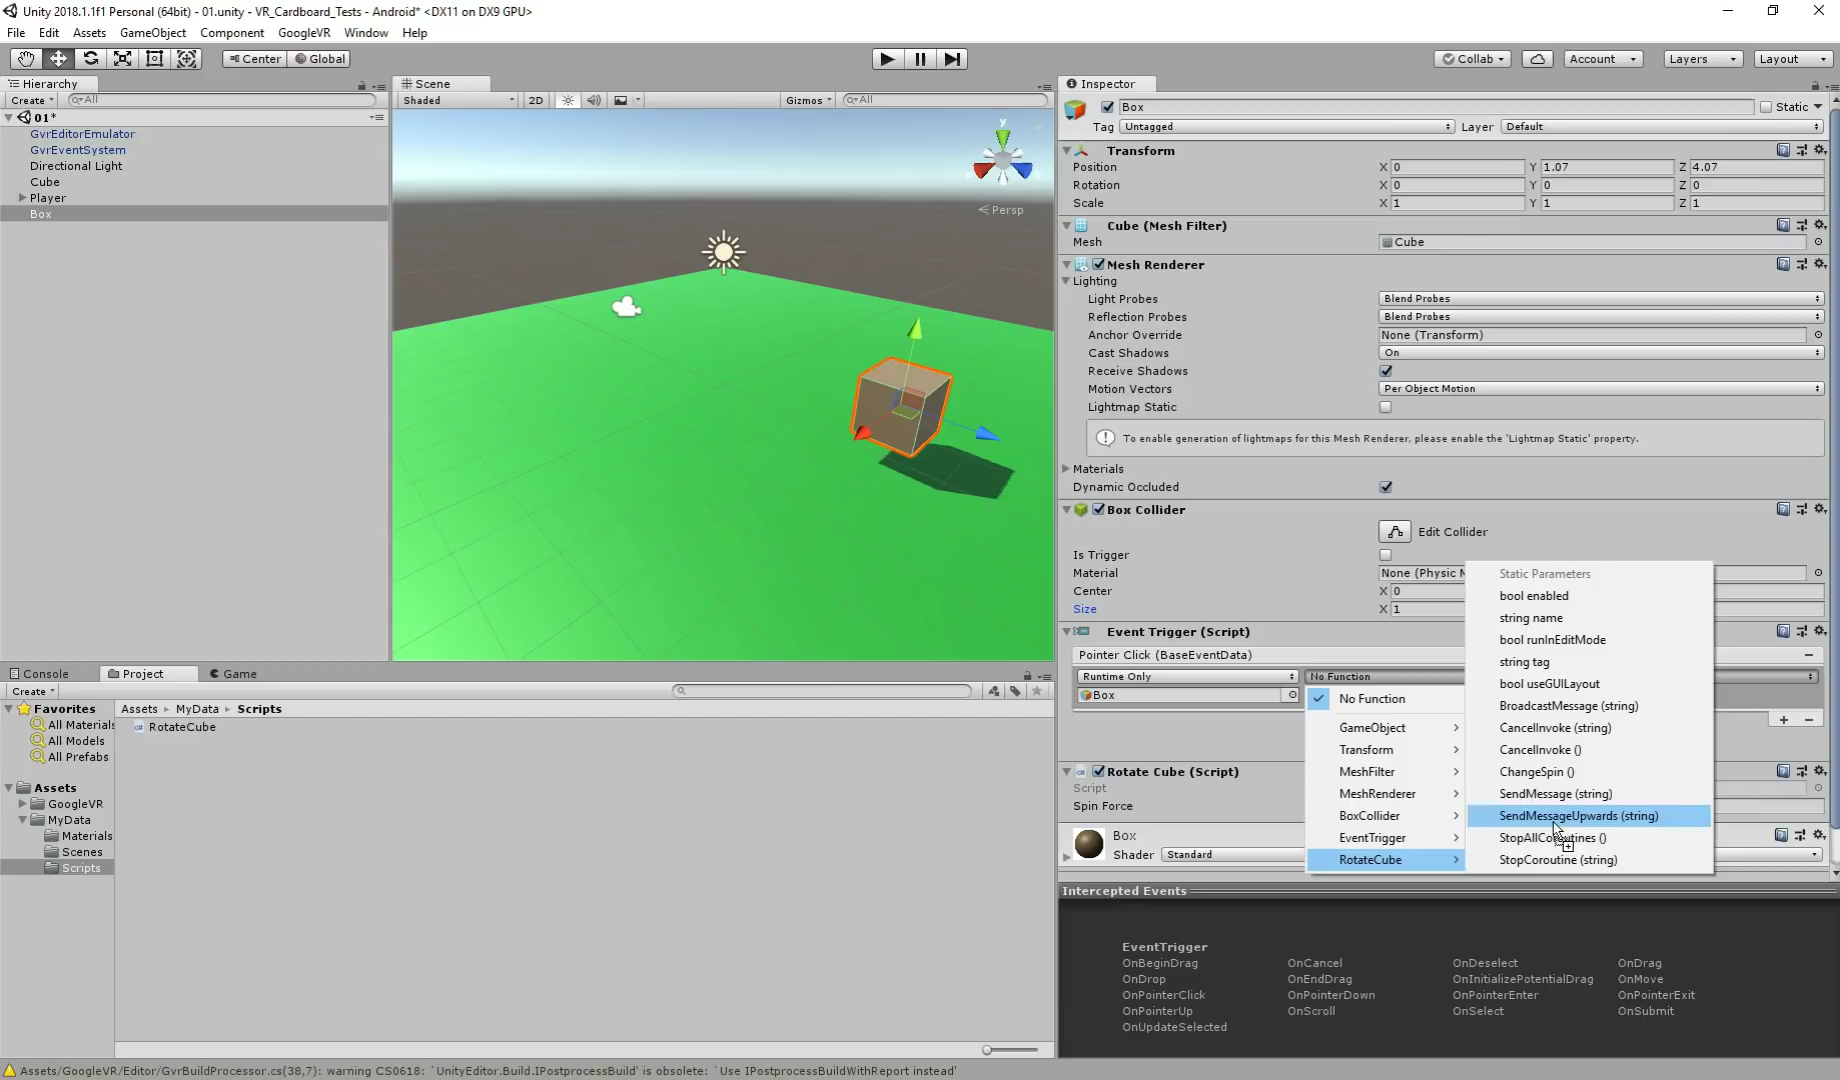 Unity 2018.1.1f1 Personal (64bit) - 01.unity - VR_Cardboard_Tests - Android* <DX11 on DX9 GPU>
File Edit Assets GameObject Component GoogleVR Window Help
Center Global Collab Account Layers Layout
Hierarchy
Create All
01*
GvrEditorEmulator
GvrEventSystem
Directional Light
Cube
Player
Box
Scene
Shaded 2D Gizmos All
y
Persp
Inspector
Box Static
Tag Untagged Layer Default
Transform
Position X 0 Y 1.07 Z 4.07
Rotation X 0 Y 0 Z 0
Scale X 1 Y 1 Z 1
Cube (Mesh Filter)
Mesh Cube
Mesh Renderer
Lighting
Light Probes Blend Probes
Reflection Probes Blend Probes
Anchor Override None (Transform)
Cast Shadows On
Receive Shadows
Motion Vectors Per Object Motion
Lightmap Static
To enable generation of lightmaps for this Mesh Renderer, please enable the 'Lightmap Static' property.
Materials
Dynamic Occluded
Box Collider
Edit Collider
Is Trigger
Material None (Physic M
Center X 0
Size X 1
Event Trigger (Script)
Pointer Click (BaseEventData)
Runtime Only No Function
Box
Rotate Cube (Script)
Script
Spin Force
Box
Shader Standard
No Function
GameObject
Transform
MeshFilter
MeshRenderer
BoxCollider
EventTrigger
RotateCube
Static Parameters
bool enabled
string name
bool runInEditMode
string tag
bool useGUILayout
BroadcastMessage (string)
CancelInvoke (string)
CancelInvoke ()
ChangeSpin ()
SendMessage (string)
SendMessageUpwards (string)
StopAllCoroutines ()
StopCoroutine (string)
Intercepted Events
EventTrigger
OnBeginDrag OnCancel OnDeselect OnDrag
OnDrop OnEndDrag OnInitializePotentialDrag OnMove
OnPointerClick OnPointerDown OnPointerEnter OnPointerExit
OnPointerUp OnScroll OnSelect OnSubmit
OnUpdateSelected
Console Project Game
Create
Favorites
All Materials
All Models
All Prefabs
Assets
GoogleVR
MyData
Materials
Scenes
Scripts
Assets MyData Scripts
RotateCube
Assets/GoogleVR/Editor/GvrBuildProcessor.cs(38,7): warning CS0618: `UnityEditor.Build.IPostprocessBuild' is obsolete: `Use IPostprocessBuildWithReport instead'